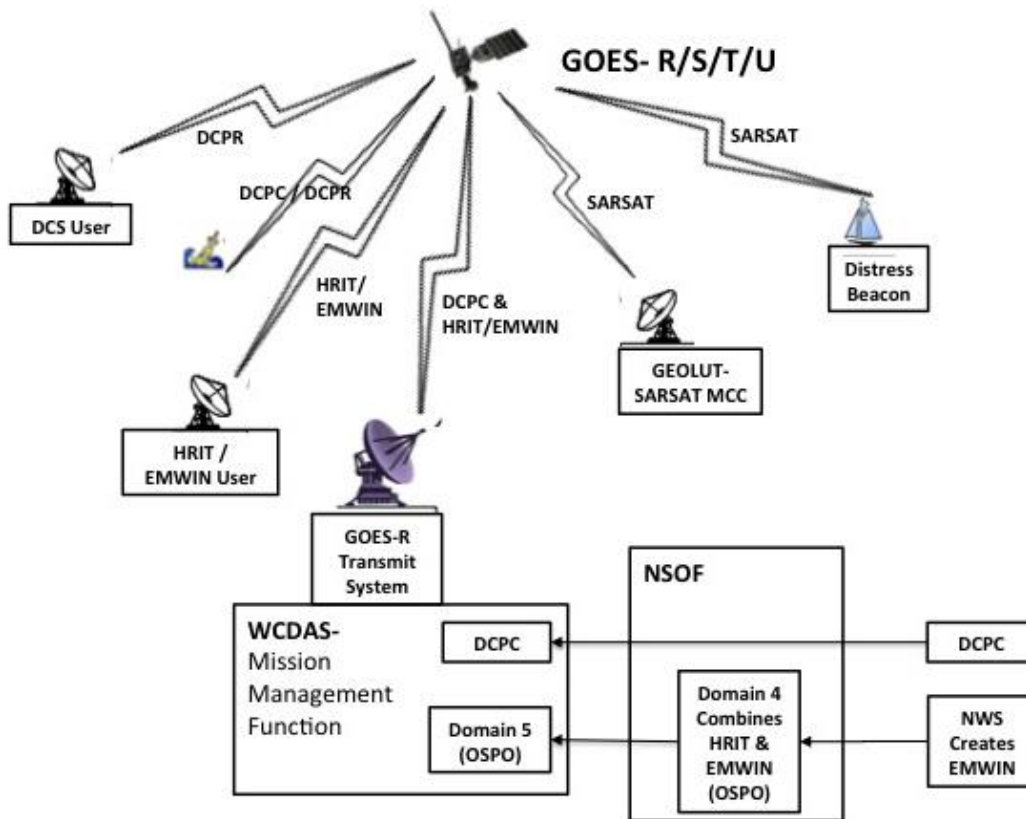 GOES- R/S/T/U
DCPR
SARSAT
DCS User
DCPC / DCPR
SARSAT
Distress
Beacon
HRIT/
EMWIN
DCPC &
HRIT/EMWIN
GEOLUT-
SARSAT MCC
HRIT /
EMWIN User
GOES-R
Transmit
System
NSOF
WCDAS-
Mission
Management
Function
DCPC
DCPC
Domain 5
(OSPO)
Domain 4
Combines
HRIT &
EMWIN
(OSPO)
NWS
Creates
EMWIN